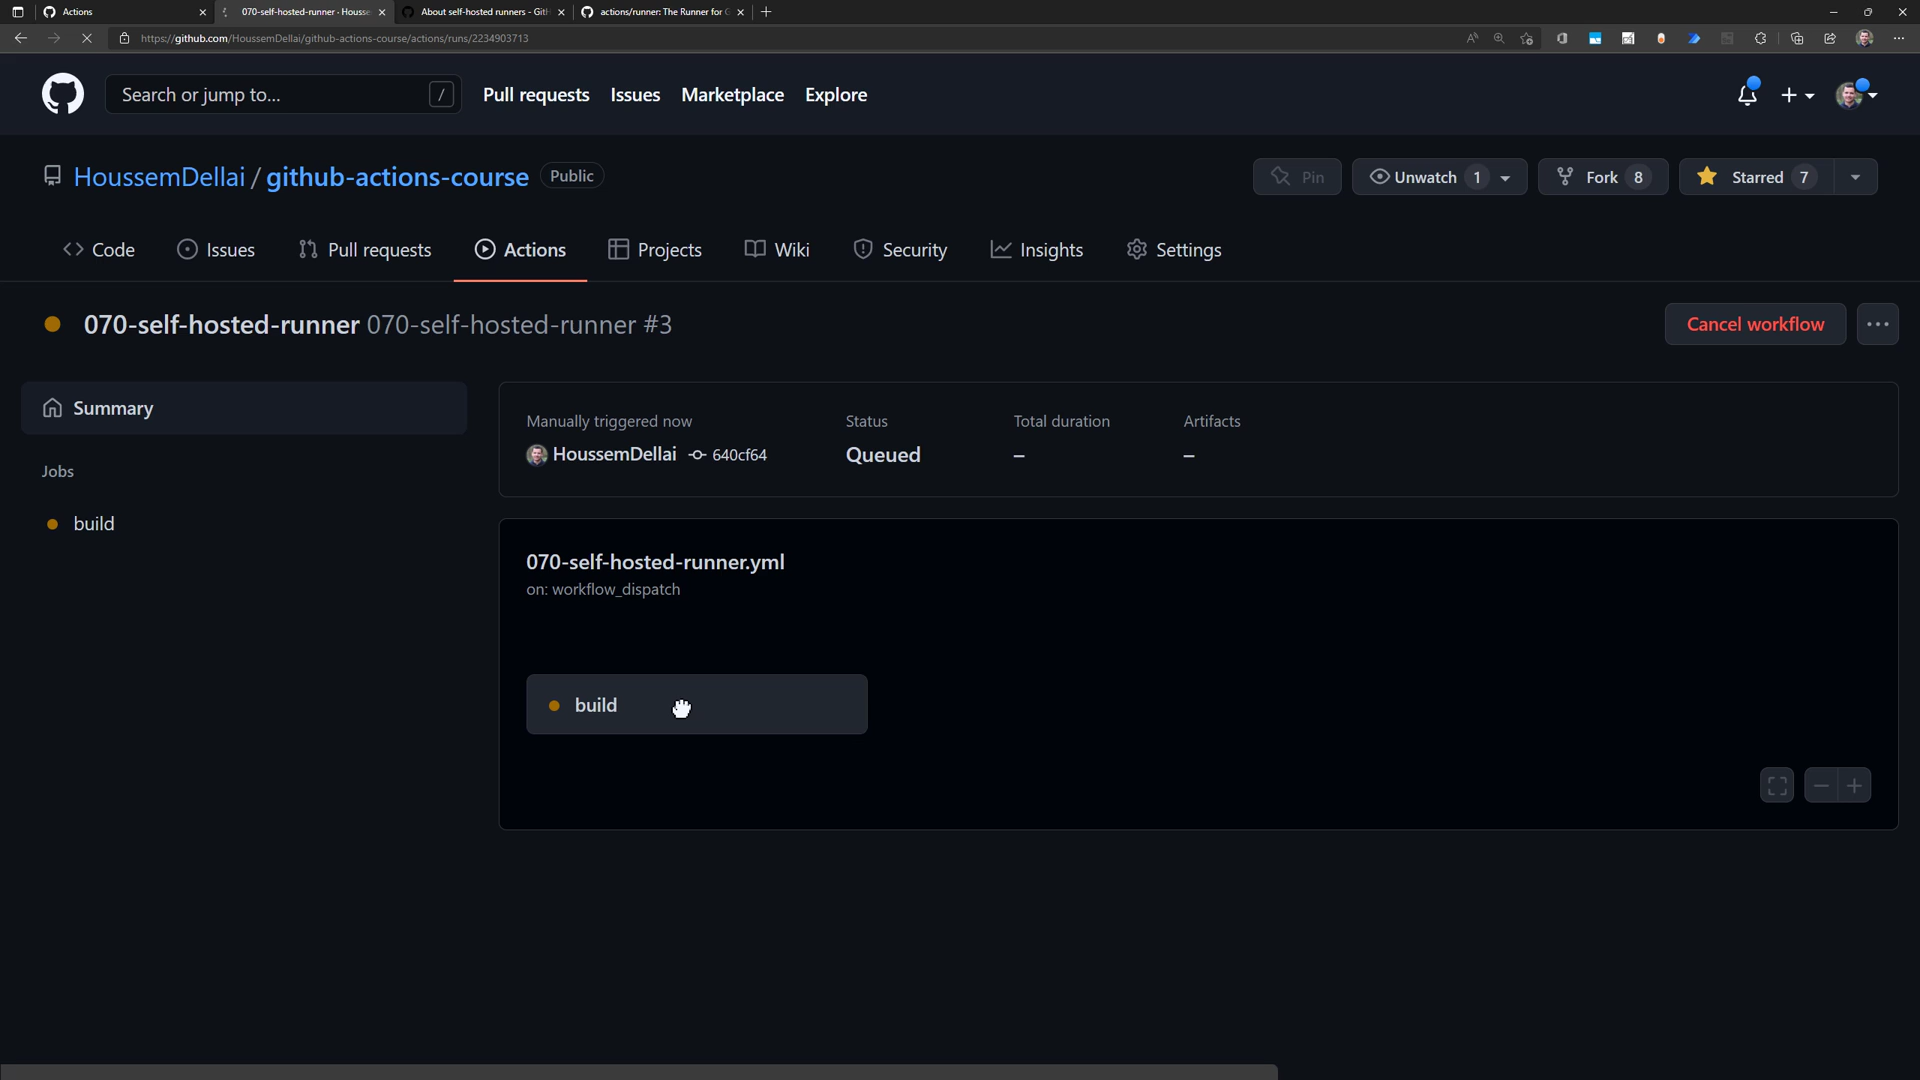 Actions
070-self-hosted-runner · Housse
About self-hosted runners - GitH
actions/runner: The Runner for G
https://github.com/HoussemDellai/github-actions-course/actions/runs/2234903713
Search or jump to...
/
Pull requests
Issues
Marketplace
Explore
HoussemDellai / github-actions-course
Public
Pin
Unwatch 1
Fork 8
Starred 7
Code
Issues
Pull requests
Actions
Projects
Wiki
Security
Insights
Settings
070-self-hosted-runner 070-self-hosted-runner #3
Cancel workflow
Summary
Jobs
build
Manually triggered now
HoussemDellai 640cf64
Status
Queued
Total duration
–
Artifacts
–
070-self-hosted-runner.yml
on: workflow_dispatch
build